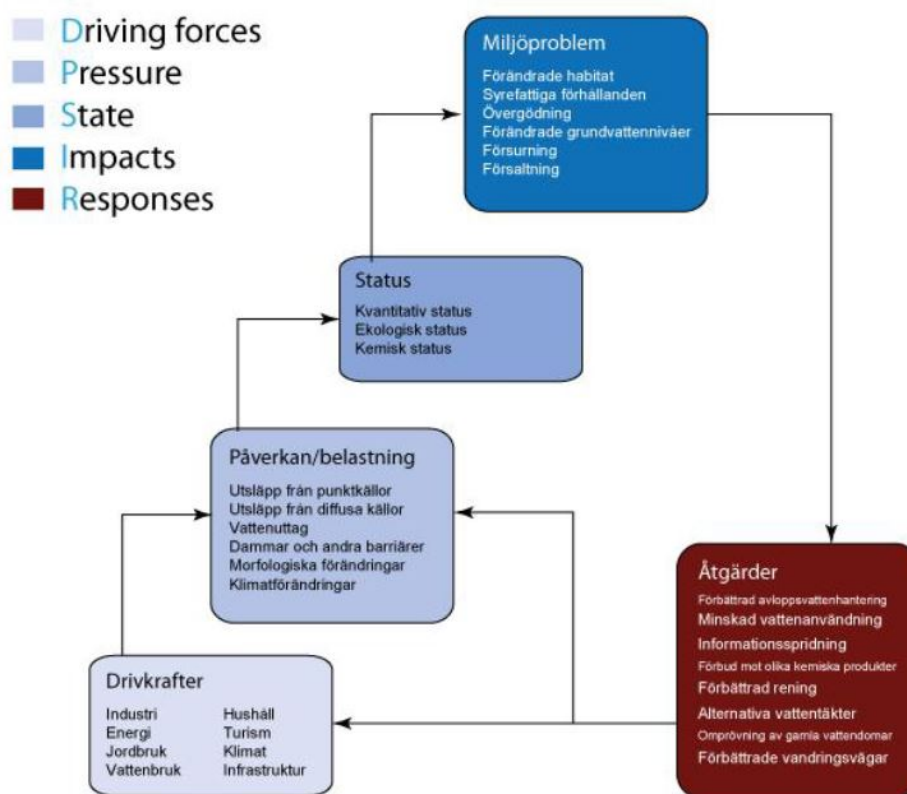 Driving forces
Pressure
State
Impacts
Responses
Miljöproblem
Förändrade habitat
Syrefattiga förhållanden
Övergödning
Förändrade grundvattennivåer
Försurning
Försaltning
Status
Kvantitativ status
Ekologisk status
Kemisk status
Påverkan/belastning
Utsläpp från punktkällor
Utsläpp från diffusa källor
Vattenuttag
Dammar och andra barriärer
Morfologiska förändringar
Klimatförändringar
Drivkrafter
Industri Hushåll
Energi Turism
Jordbruk Klimat
Vattenbruk Infrastruktur
Åtgärder
Förbättrad avloppsvattenhantering
Minskad vattenanvändning
Informationsspridning
Förbud mot olika kemiska produkter
Förbättrad rening
Alternativa vattentäkter
Omprövning av gamla vattendomar
Förbättrade vandringsvägar